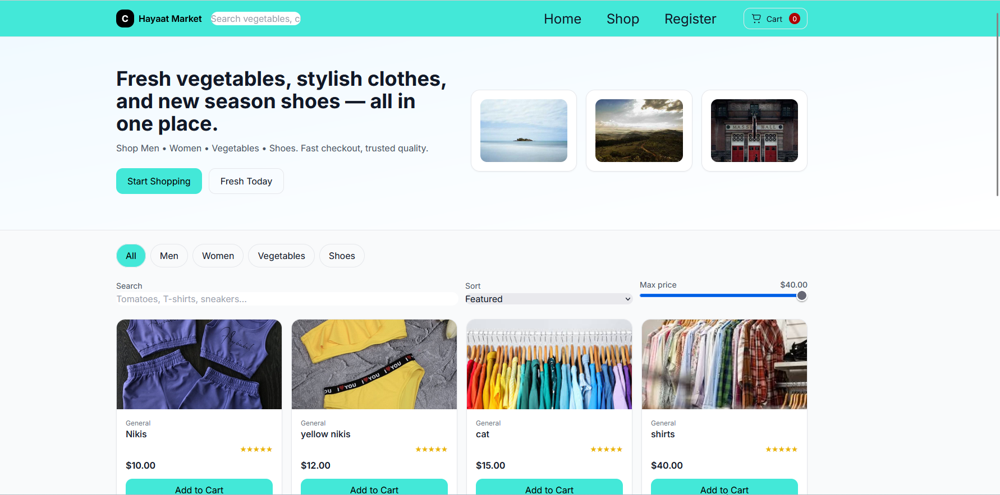 C Hayaat Market Search vegetables, c Home Shop Register Cart 0
Fresh vegetables, stylish clothes,
and new season shoes — all in
one place.
Shop Men • Women • Vegetables • Shoes. Fast checkout, trusted quality.
Start Shopping Fresh Today
MASSEY HALL
All Men Women Vegetables Shoes
Search Sort Max price $40.00
Tomatoes, T-shirts, sneakers... Featured
I ♥ YOU I ♥ YOU I ♥ YOU
General General General General
Nikis yellow nikis cat shirts
★★★★★ ★★★★★ ★★★★★ ★★★★★
$10.00 $12.00 $15.00 $40.00
Add to Cart Add to Cart Add to Cart Add to Cart